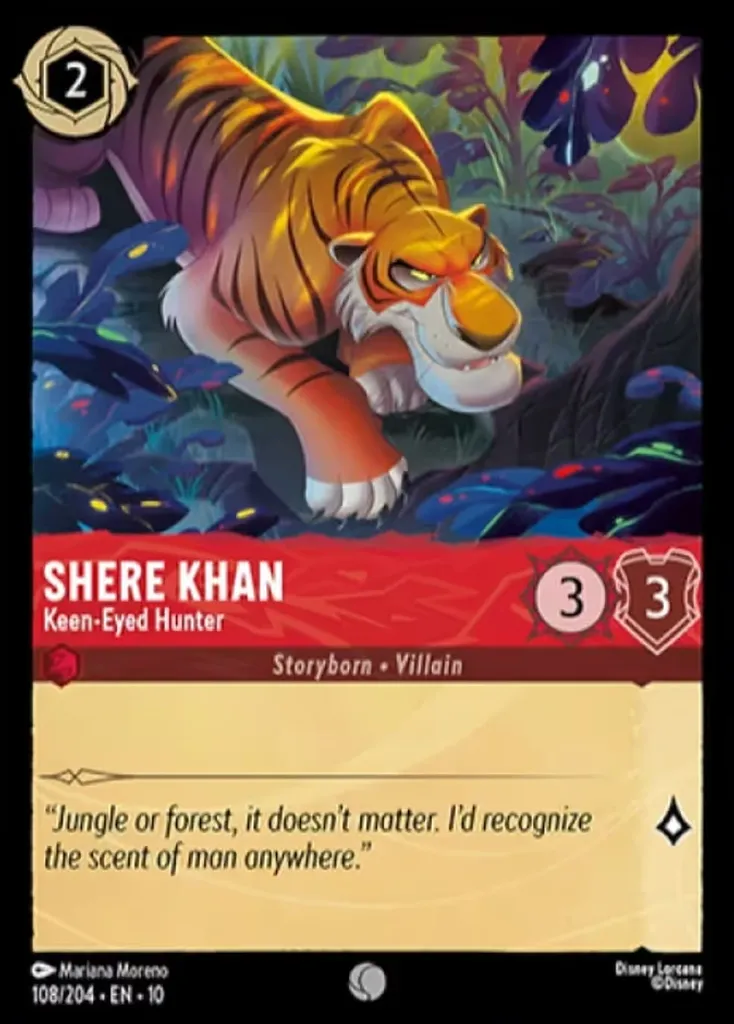 2
SHERE KHAN
Keen-Eyed Hunter
3
3
Storyborn • Villain
“Jungle or forest, it doesn’t matter. I’d recognize
the scent of man anywhere.”
Mariana Moreno
108/204 • EN • 10
Disney Lorcana
©Disney